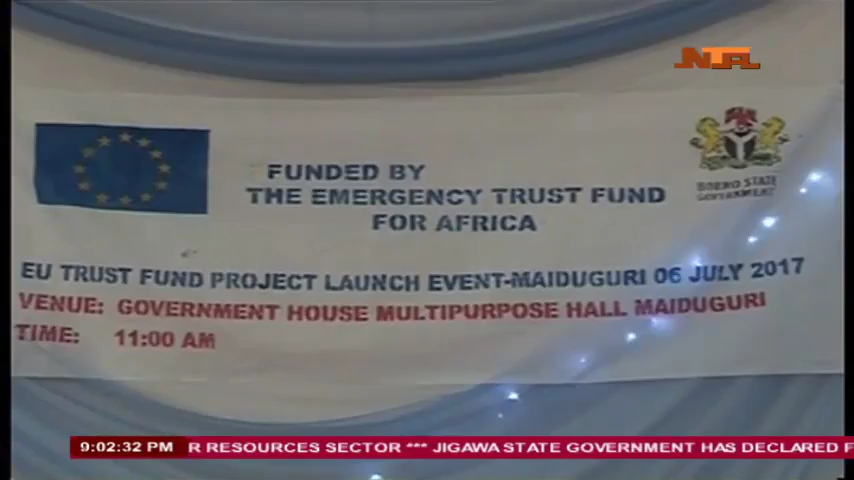 NTA
FUNDED BY
THE EMERGENCY TRUST FUND
FOR AFRICA
BORNO STATE
GOVERNMENT
EU TRUST FUND PROJECT LAUNCH EVENT-MAIDUGURI 06 JULY 2017
VENUE: GOVERNMENT HOUSE MULTIPURPOSE HALL MAIDUGURI
TIME: 11:00 AM
9:02:32 PM R RESOURCES SECTOR *** JIGAWA STATE GOVERNMENT HAS DECLARED F